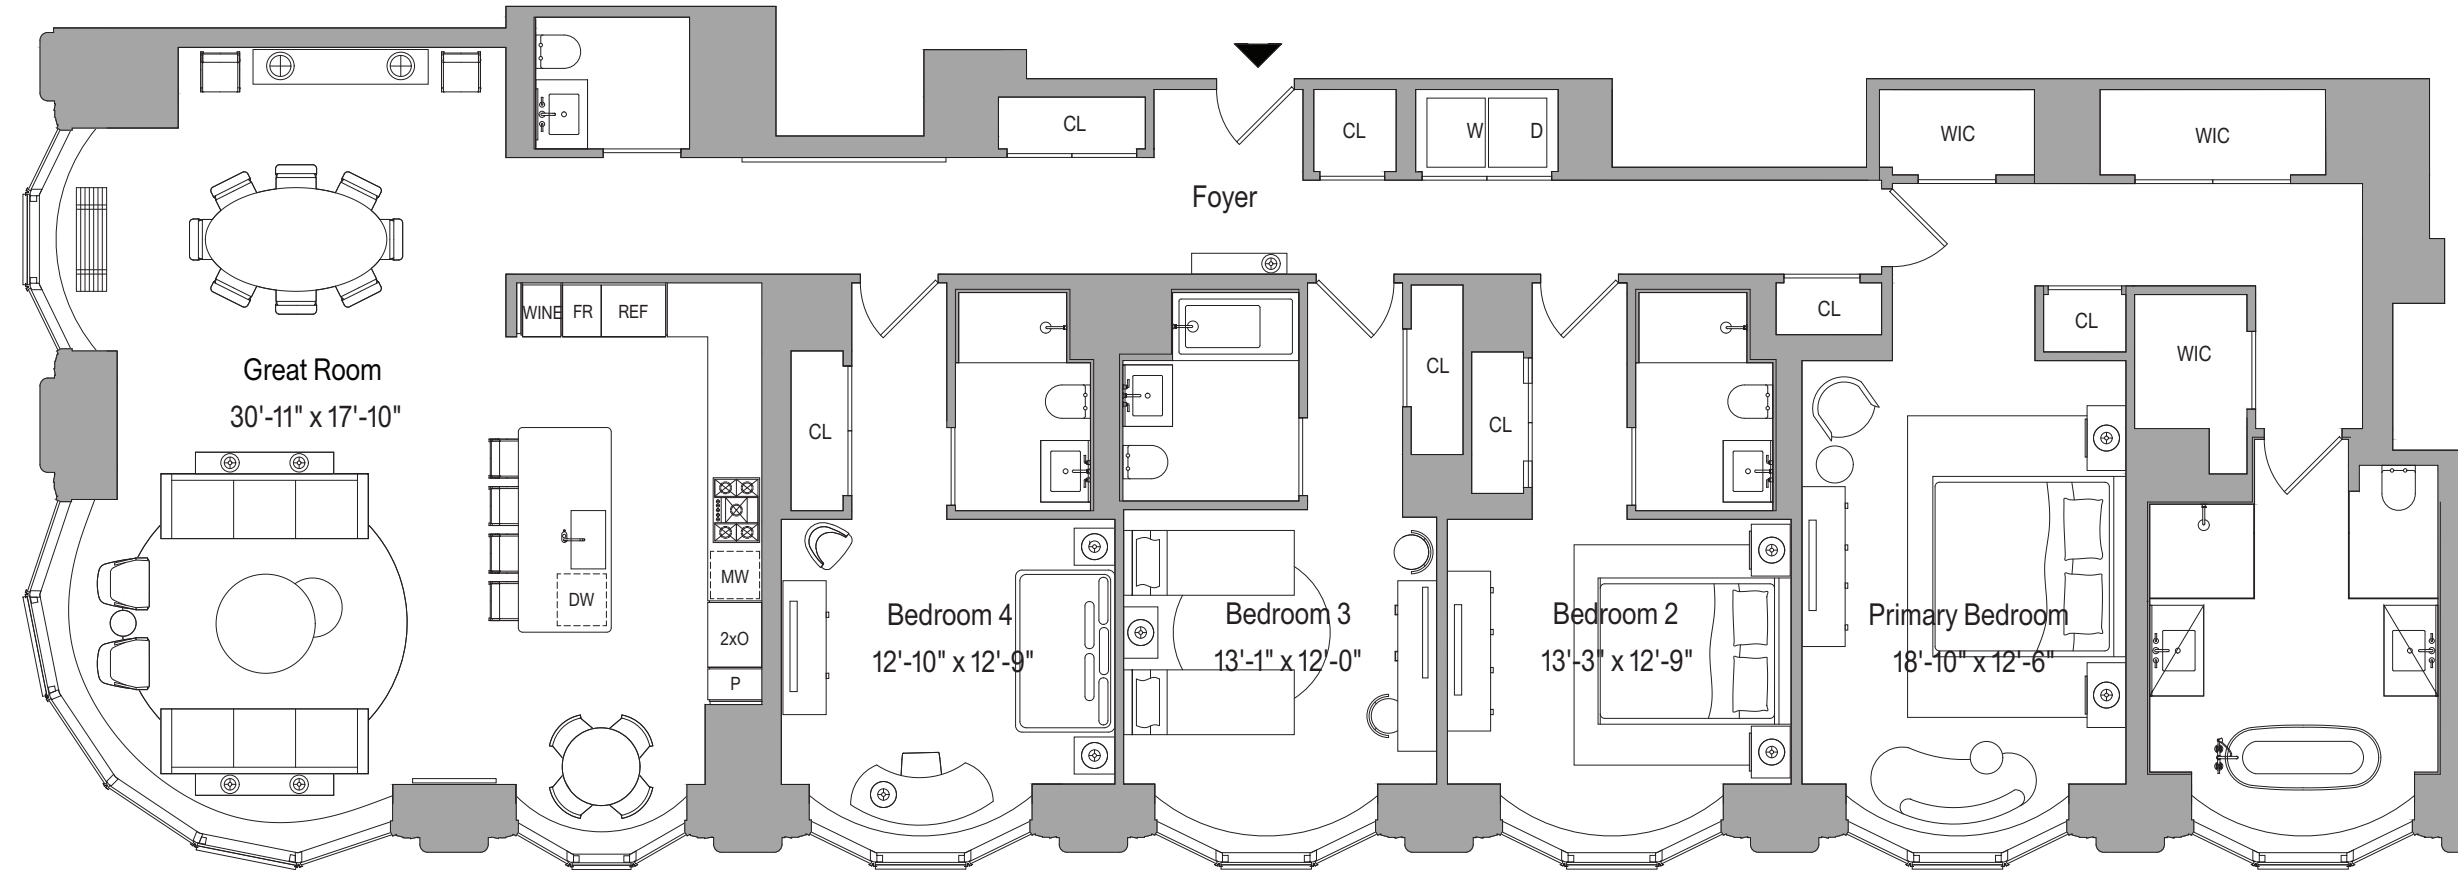 CL
CL
W
D
WIC
WIC
Foyer
WINE
FR
REF
CL
CL
WIC
Great Room
30'-11" x 17'-10"
CL
CL
CL
MW
DW
2xO
P
Bedroom 4
12'-10" x 12'-9"
Bedroom 3
13'-1" x 12'-0"
Bedroom 2
13'-3" x 12'-9"
Primary Bedroom
18'-10" x 12'-6"